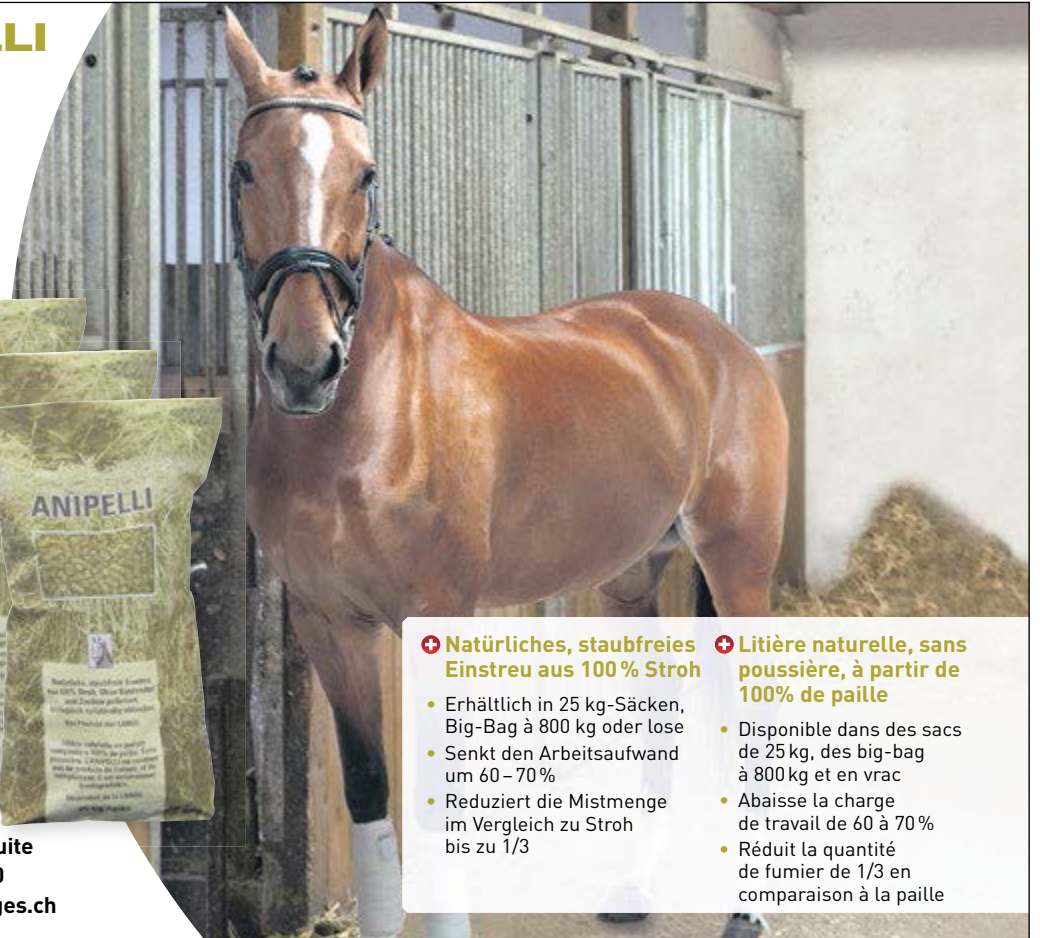 LLI
ANIPELLI
Natürliches, staubfreies
Einstreu aus 100 % Stroh
• Erhältlich in 25 kg-Säcken,
Big-Bag à 800 kg oder lose
• Senkt den Arbeitsaufwand
um 60–70 %
• Reduziert die Mistmenge
im Vergleich zu Stroh
bis zu 1/3
Litière naturelle, sans
poussière, à partir de
100% de paille
• Disponible dans des sacs
de 25 kg, des big-bag
à 800 kg et en vrac
• Abaisse la charge
de travail de 60 à 70 %
• Réduit la quantité
de fumier de 1/3 en
comparaison à la paille
uite
0
ges.ch